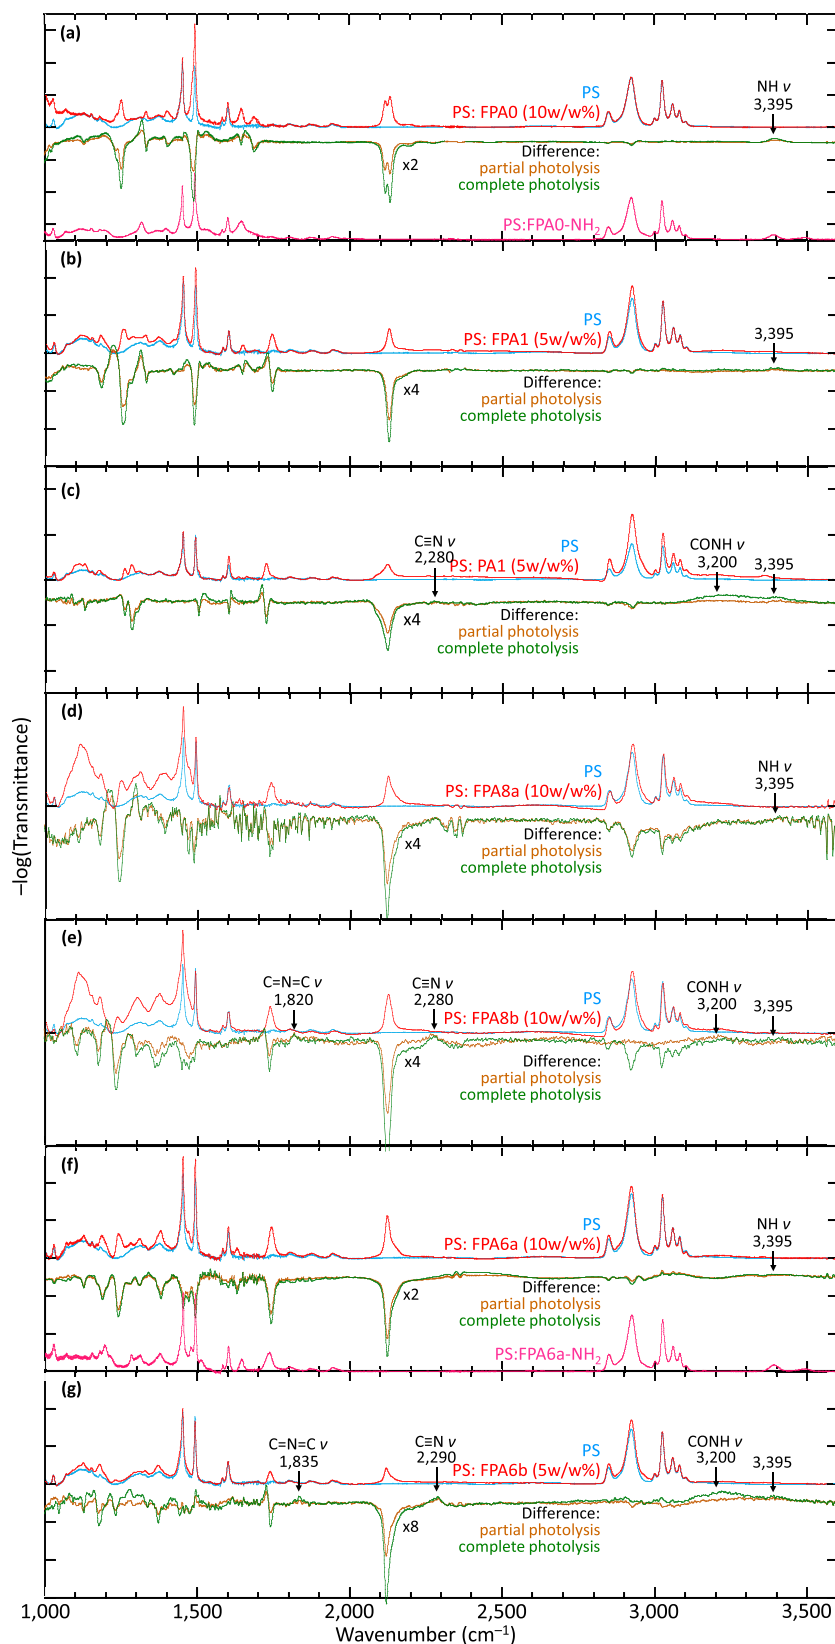 (a)
PS
PS: FPA0 (10w/w%)
NH ν
3,395
Difference:
partial photolysis
complete photolysis
x2
PS:FPA0-NH₂
(b)
PS
PS: FPA1 (5w/w%)
3,395
Difference:
partial photolysis
complete photolysis
x4
(c)
C≡N ν
2,280
PS
PS: PA1 (5w/w%)
CONH ν
3,200
3,395
Difference:
partial photolysis
complete photolysis
x4
(d)
PS
PS: FPA8a (10w/w%)
NH ν
3,395
Difference:
partial photolysis
complete photolysis
x4
(e)
C=N=C ν
1,820
C≡N ν
2,280
PS
PS: FPA8b (10w/w%)
CONH ν
3,200
3,395
Difference:
partial photolysis
complete photolysis
x4
(f)
PS
PS: FPA6a (10w/w%)
NH ν
3,395
Difference:
partial photolysis
complete photolysis
x2
PS:FPA6a-NH₂
(g)
C=N=C ν
1,835
C≡N ν
2,290
PS
PS: FPA6b (5w/w%)
CONH ν
3,200
3,395
Difference:
partial photolysis
complete photolysis
x8
–log(Transmittance)
1,000 1,500 2,000 2,500 3,000 3,500
Wavenumber (cm⁻¹)